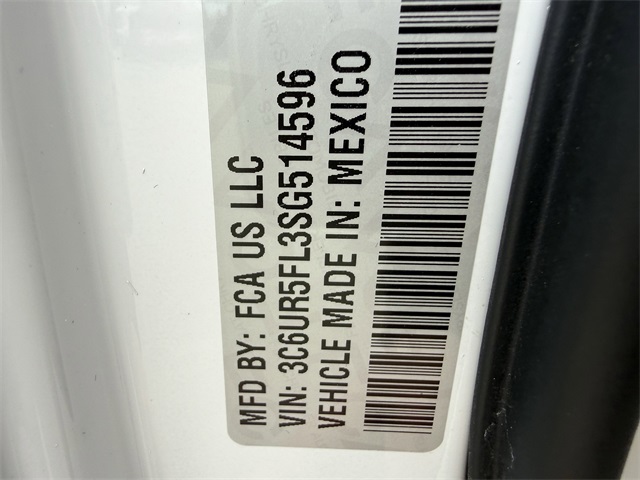 MFD BY: FCA US LLC
VIN: 3C6UR5FL3SG514596
VEHICLE MADE IN: MEXICO